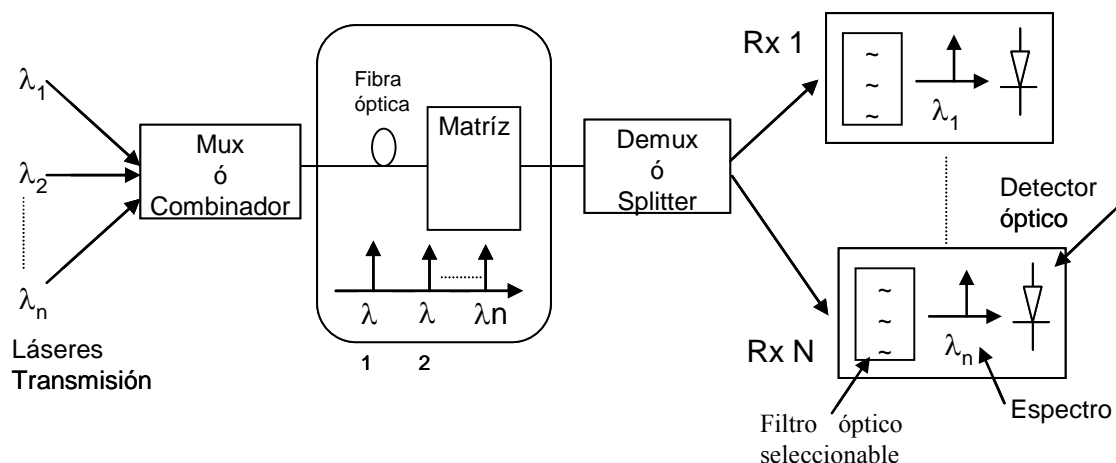 λ1
λ2
λn
Láseres
Transmisión
Mux
ó
Combinador
Fibra
óptica
Matríz
λ λ λn
1 2
Demux
ó
Splitter
Rx 1
~
~
~
λ1
Detector
óptico
Rx N
~
~
~
λn
Filtro óptico
seleccionable
Espectro